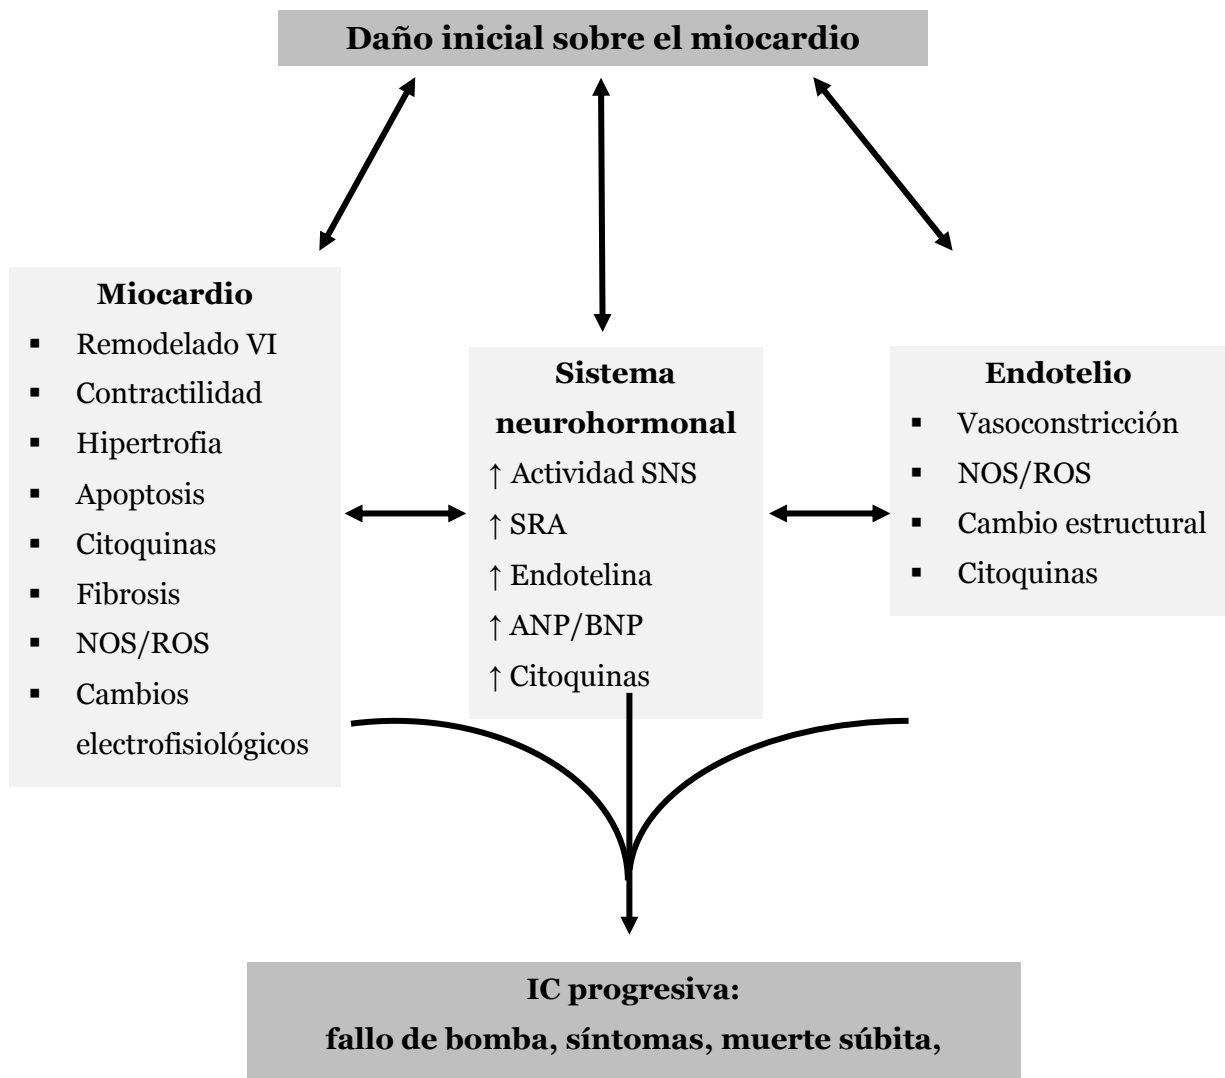 Daño inicial sobre el miocardio
Miocardio
▪ Remodelado VI
▪ Contractilidad
▪ Hipertrofia
▪ Apoptosis
▪ Citoquinas
▪ Fibrosis
▪ NOS/ROS
▪ Cambios
electrofisiológicos
Sistema
neurohormonal
↑ Actividad SNS
↑ SRA
↑ Endotelina
↑ ANP/BNP
↑ Citoquinas
Endotelio
▪ Vasoconstricción
▪ NOS/ROS
▪ Cambio estructural
▪ Citoquinas
IC progresiva:
fallo de bomba, síntomas, muerte súbita,